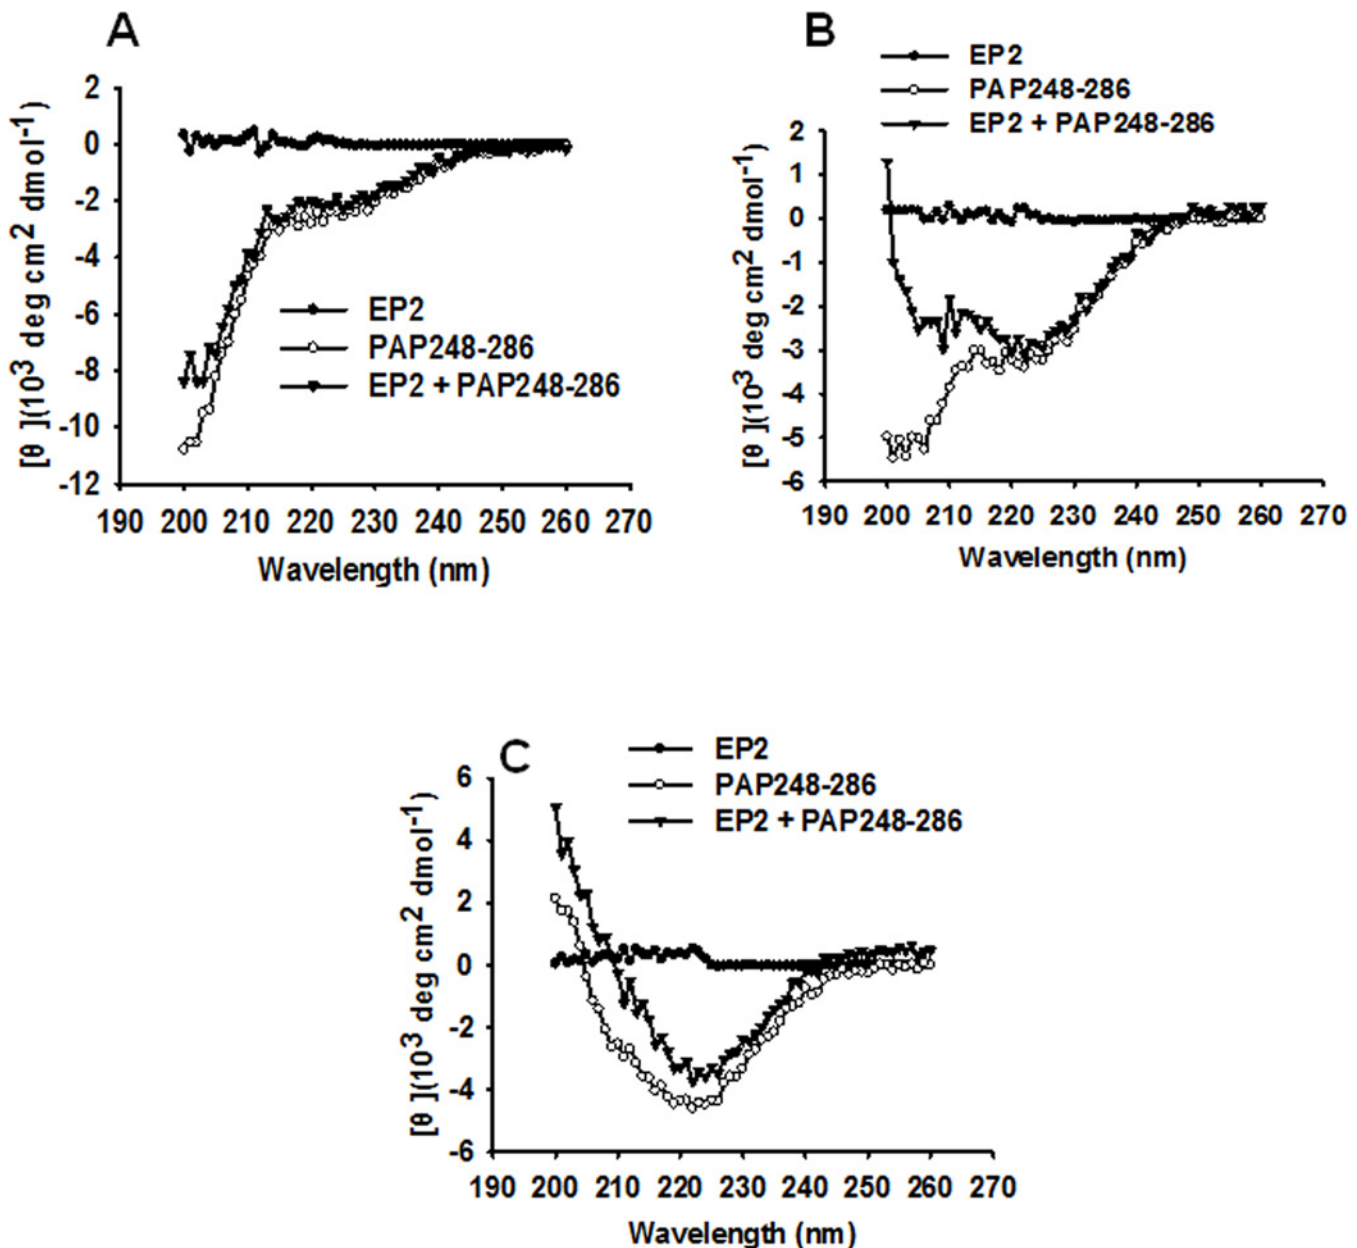 A
[θ ](10³ deg cm² dmol⁻¹)
2
0
-2
-4
-6
-8
-10
-12
EP2
PAP248-286
EP2 + PAP248-286
190 200 210 220 230 240 250 260 270
Wavelength (nm)
B
EP2
PAP248-286
EP2 + PAP248-286
[θ ](10³ deg cm² dmol⁻¹)
2
1
0
-1
-2
-3
-4
-5
-6
190 200 210 220 230 240 250 260 270
Wavelength (nm)
C
EP2
PAP248-286
EP2 + PAP248-286
[θ ](10³ deg cm² dmol⁻¹)
6
4
2
0
-2
-4
-6
190 200 210 220 230 240 250 260 270
Wavelength (nm)